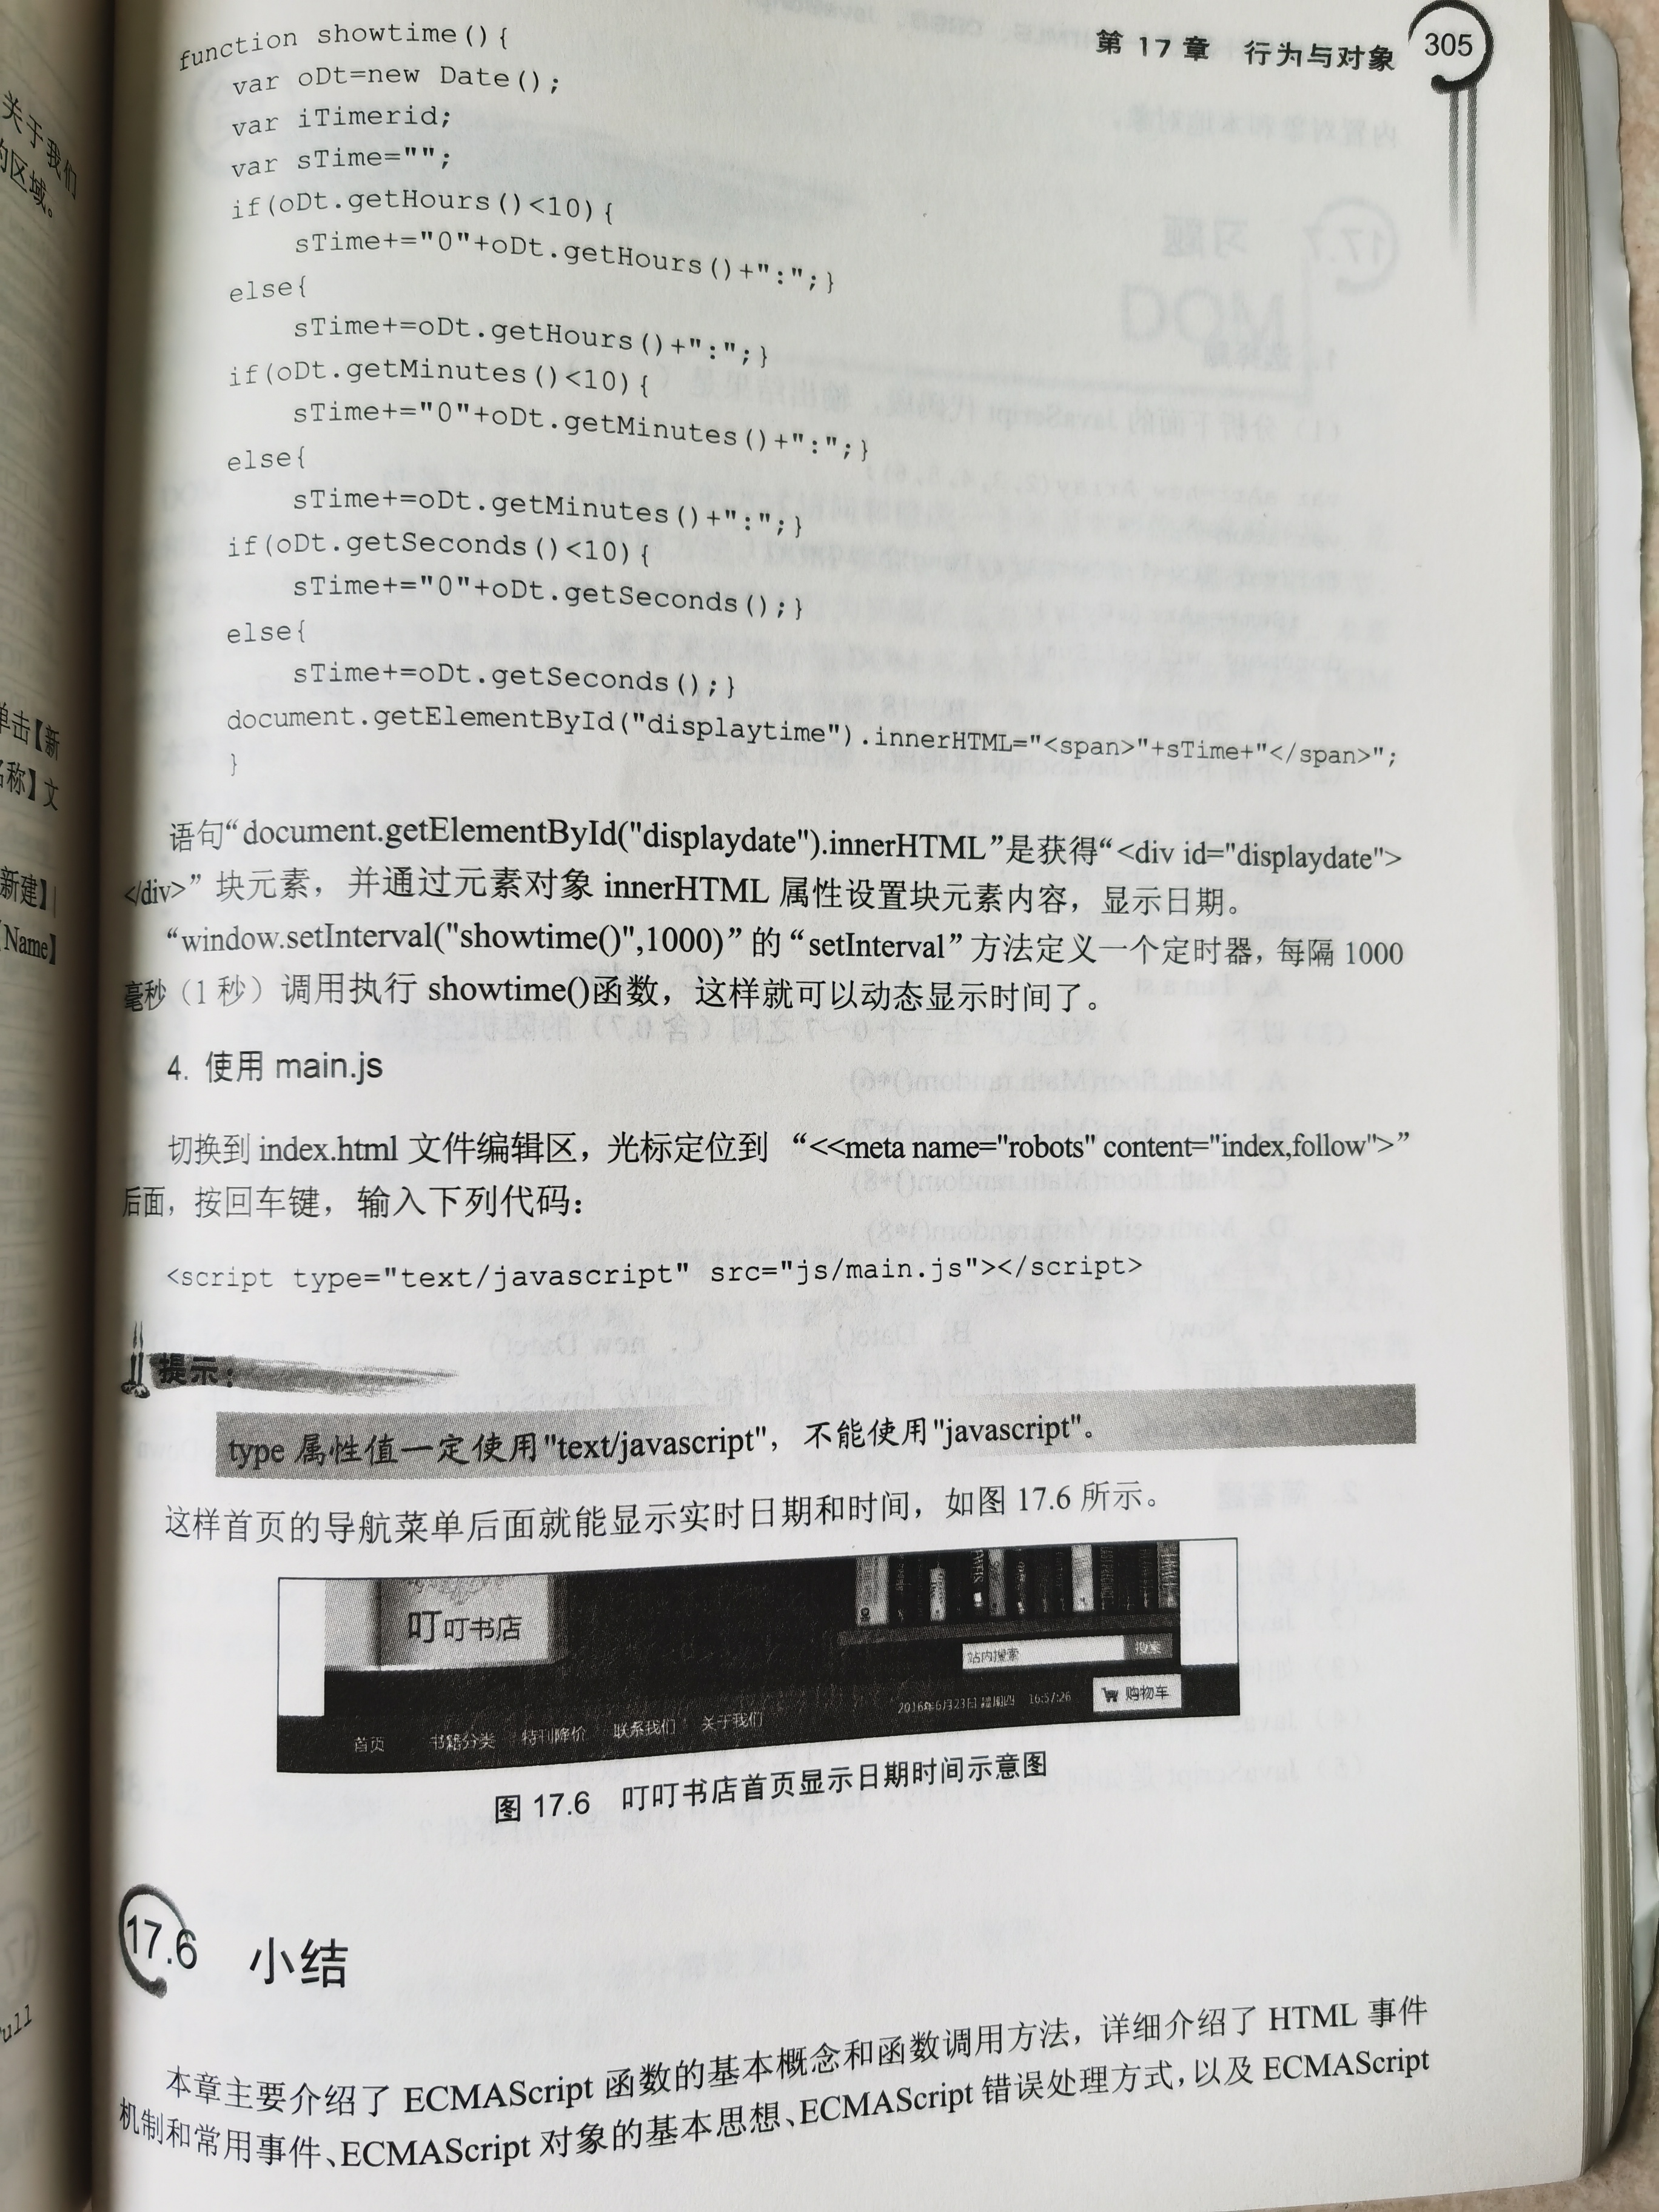 关于我们
的区域。
单击【新
名称】文
新建】|
【Name】
第 17 章 行为与对象 305
function showtime(){
var oDt=new Date();
var iTimerid;
var sTime="";
if(oDt.getHours()<10){
sTime+="0"+oDt.getHours()+":";}
else{
sTime+=oDt.getHours()+":";}
if(oDt.getMinutes()<10){
sTime+="0"+oDt.getMinutes()+":";}
else{
sTime+=oDt.getMinutes()+":";}
if(oDt.getSeconds()<10){
sTime+="0"+oDt.getSeconds();}
else{
sTime+=oDt.getSeconds();}
document.getElementById("displaytime").innerHTML="<span>"+sTime+"</span>";
}
语句“document.getElementById("displaydate").innerHTML”是获得“<div id="displaydate">
</div>” 块元素，并通过元素对象 innerHTML 属性设置块元素内容，显示日期。
“window.setInterval("showtime()",1000)” 的 “setInterval” 方法定义一个定时器，每隔 1000
毫秒（1 秒）调用执行 showtime()函数，这样就可以动态显示时间了。
4. 使用 main.js
切换到 index.html 文件编辑区，光标定位到 “<<meta name="robots" content="index,follow">”
后面，按回车键，输入下列代码：
<script type="text/javascript" src="js/main.js"></script>
提示：
type 属性值一定使用"text/javascript"，不能使用"javascript"。
这样首页的导航菜单后面就能显示实时日期和时间，如图 17.6 所示。
叮叮书店
站内搜索 搜索
2016年6月23日 星期四 16:57:26 购物车
首页 书籍分类 特刊降价 联系我们 关于我们
图 17.6 叮叮书店首页显示日期时间示意图
17.6 小结
本章主要介绍了 ECMAScript 函数的基本概念和函数调用方法，详细介绍了 HTML 事件
机制和常用事件、ECMAScript 对象的基本思想、ECMAScript 错误处理方式，以及 ECMAScript